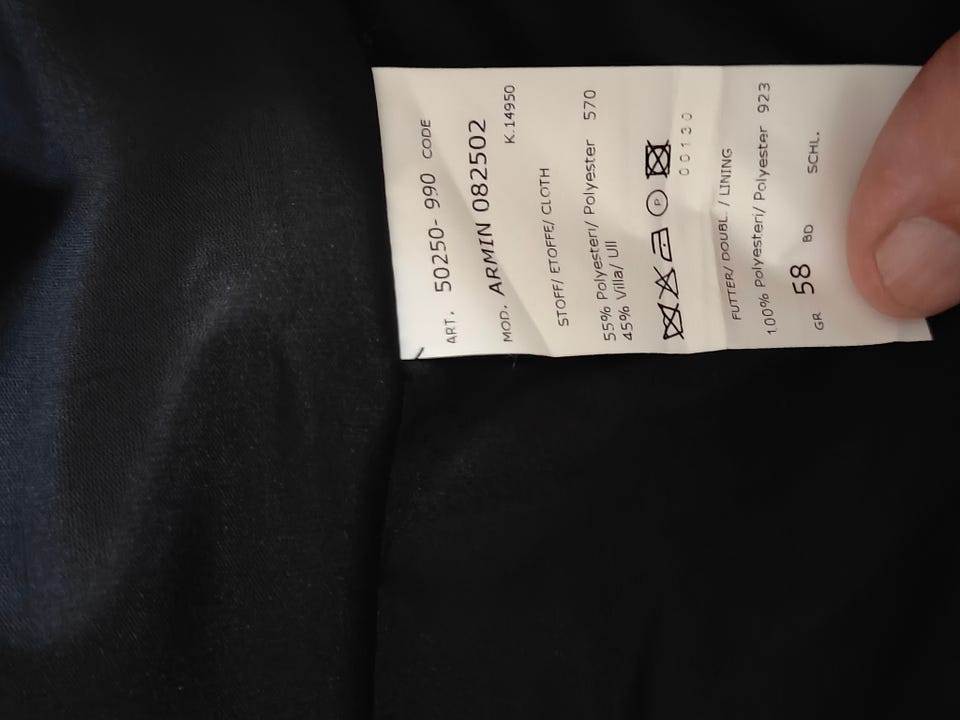 ART. 50250- 990 CODE
MOD. ARMIN 082502
K.14950
STOFF/ ETOFFE/ CLOTH
55% Polyesteri/ Polyester 570
45% Villa/ Ull
P
00130
FUTTER/ DOUBL. / LINING
100% Polyesteri/ Polyester 923
GR 58 BD SCHL.